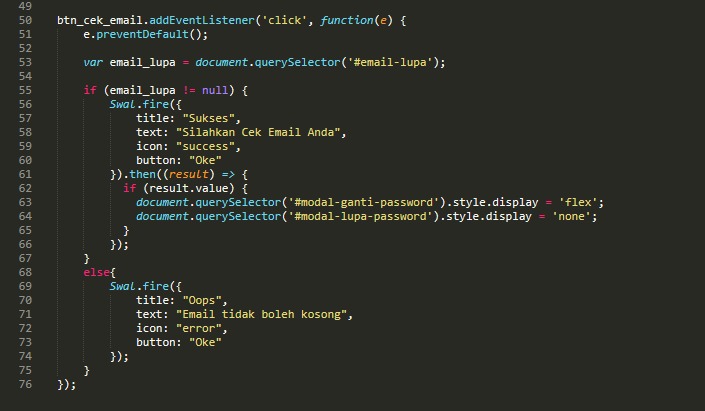 49
50 btn_cek_email.addEventListener('click', function(e) {
51     e.preventDefault();
52
53     var email_lupa = document.querySelector('#email-lupa');
54
55     if (email_lupa != null) {
56         Swal.fire({
57             title: "Sukses",
58             text: "Silahkan Cek Email Anda",
59             icon: "success",
60             button: "Oke"
61         }).then((result) => {
62           if (result.value) {
63             document.querySelector('#modal-ganti-password').style.display = 'flex';
64             document.querySelector('#modal-lupa-password').style.display = 'none';
65           }
66         });
67     }
68     else{
69         Swal.fire({
70             title: "Oops",
71             text: "Email tidak boleh kosong",
72             icon: "error",
73             button: "Oke"
74         });
75     }
76 });